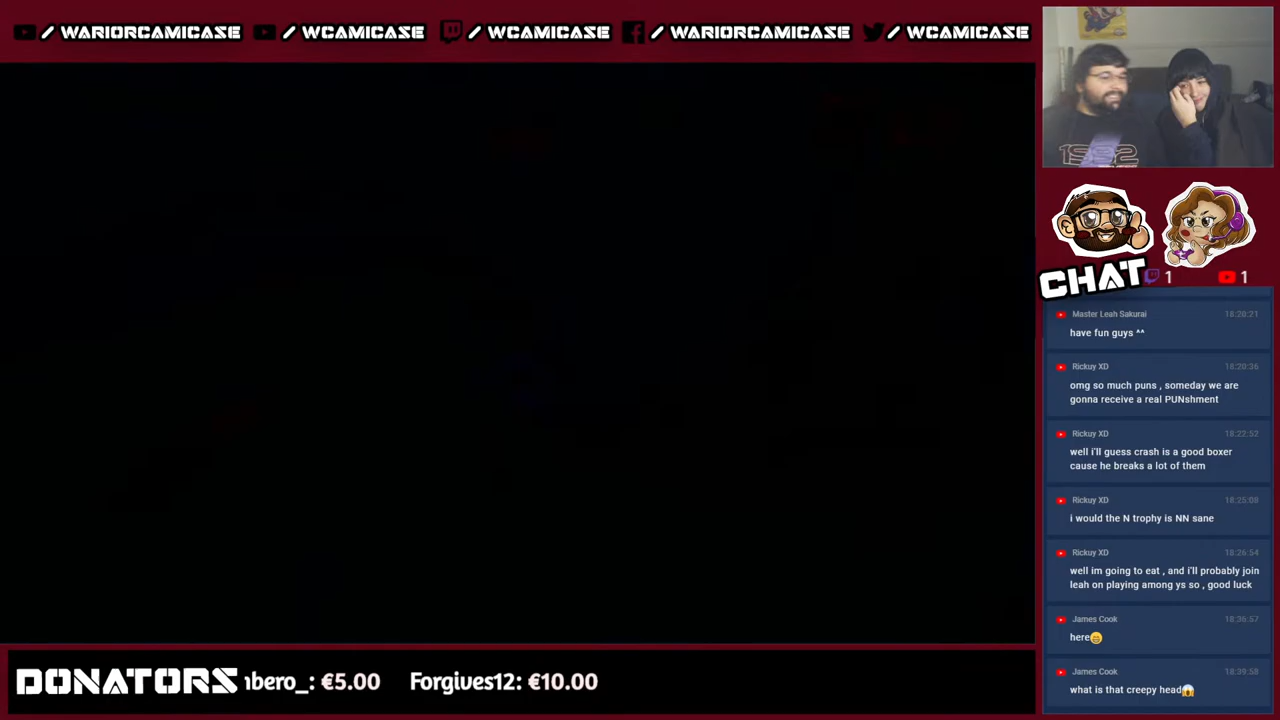 / WARIORCAMICASE / WCAMICASE / WCAMICASE / WARIORCAMICASE / WCAMICASE
1992
CHAT 1 1
Master Leah Sakurai 18:20:21
have fun guys ^^
Rickuy XD 18:20:26
omg so much puns , someday we are
gonna receive a real PUNshment
Rickuy XD 18:22:52
well i'll guess crash is a good boxer
cause he breaks a lot of them
Rickuy XD 18:25:08
i would the N trophy is NN sane
Rickuy XD 18:26:54
well im going to eat , and i'll probably join
leah on playing among ys so , good luck
James Cook 18:36:57
here😄
James Cook 18:39:58
what is that creepy head😱
DONATORS nbero_: €5.00 Forgives12: €10.00